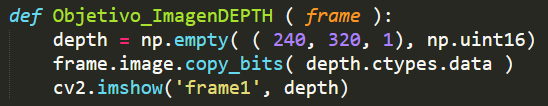 def Objetivo_ImagenDEPTH ( frame ):
    depth = np.empty( ( 240, 320, 1), np.uint16)
    frame.image.copy_bits( depth.ctypes.data )
    cv2.imshow('frame1', depth)